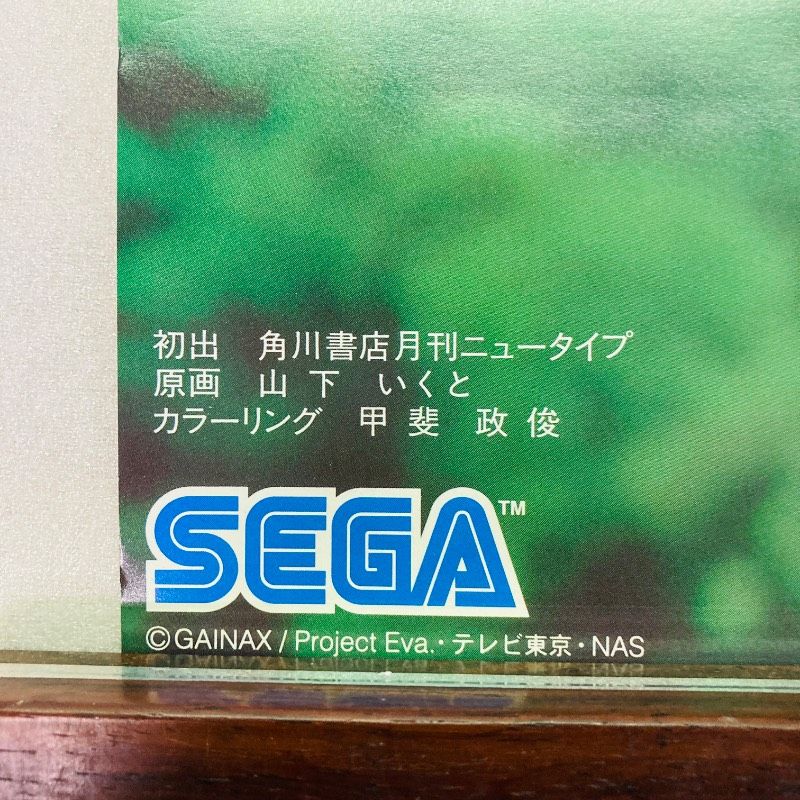 初出 角川書店月刊ニュータイプ
原画 山下 いくと
カラーリング 甲斐 政俊
SEGA™
©GAINAX / Project Eva.・テレビ東京・NAS